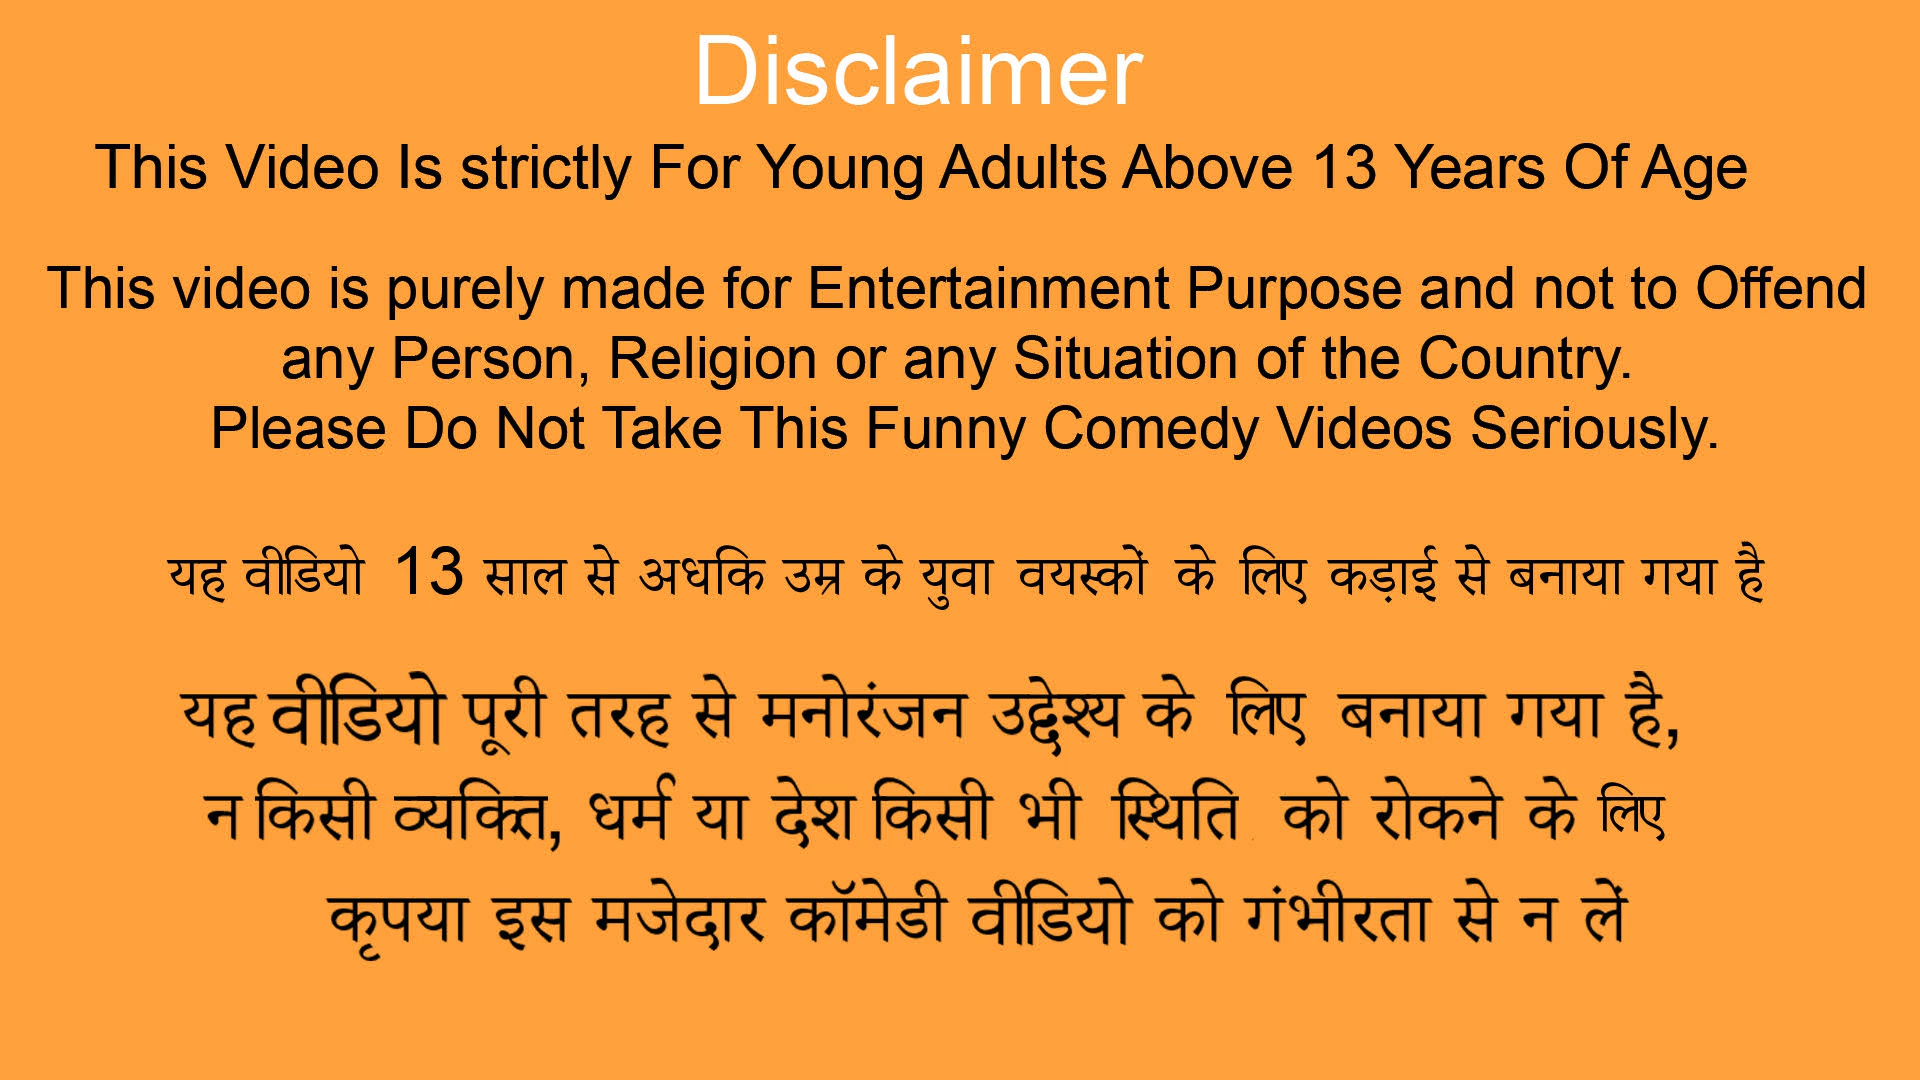 Disclaimer
This Video Is strictly For Young Adults Above 13 Years Of Age
This video is purely made for Entertainment Purpose and not to Offend
any Person, Religion or any Situation of the Country.
Please Do Not Take This Funny Comedy Videos Seriously.
यह वीडियो 13 साल से अधकि उम्र के युवा वयस्कों के लिए कड़ाई से बनाया गया है
यह वीडियो पूरी तरह से मनोरंजन उद्देश्य के लिए बनाया गया है,
न किसी व्यक्ति, धर्म या देश किसी भी स्थिति को रोकने के लिए
कृपया इस मजेदार कॉमेडी वीडियो को गंभीरता से न लें